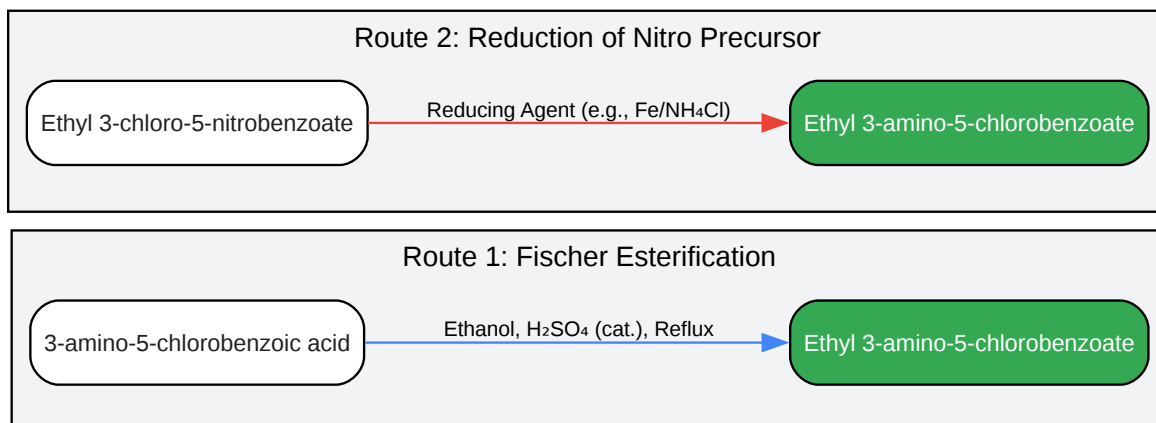 Route 2: Reduction of Nitro Precursor
Ethyl 3-chloro-5-nitrobenzoate
Reducing Agent (e.g., Fe/NH₄Cl)
Ethyl 3-amino-5-chlorobenzoate
Route 1: Fischer Esterification
3-amino-5-chlorobenzoic acid
Ethanol, H₂SO₄ (cat.), Reflux
Ethyl 3-amino-5-chlorobenzoate